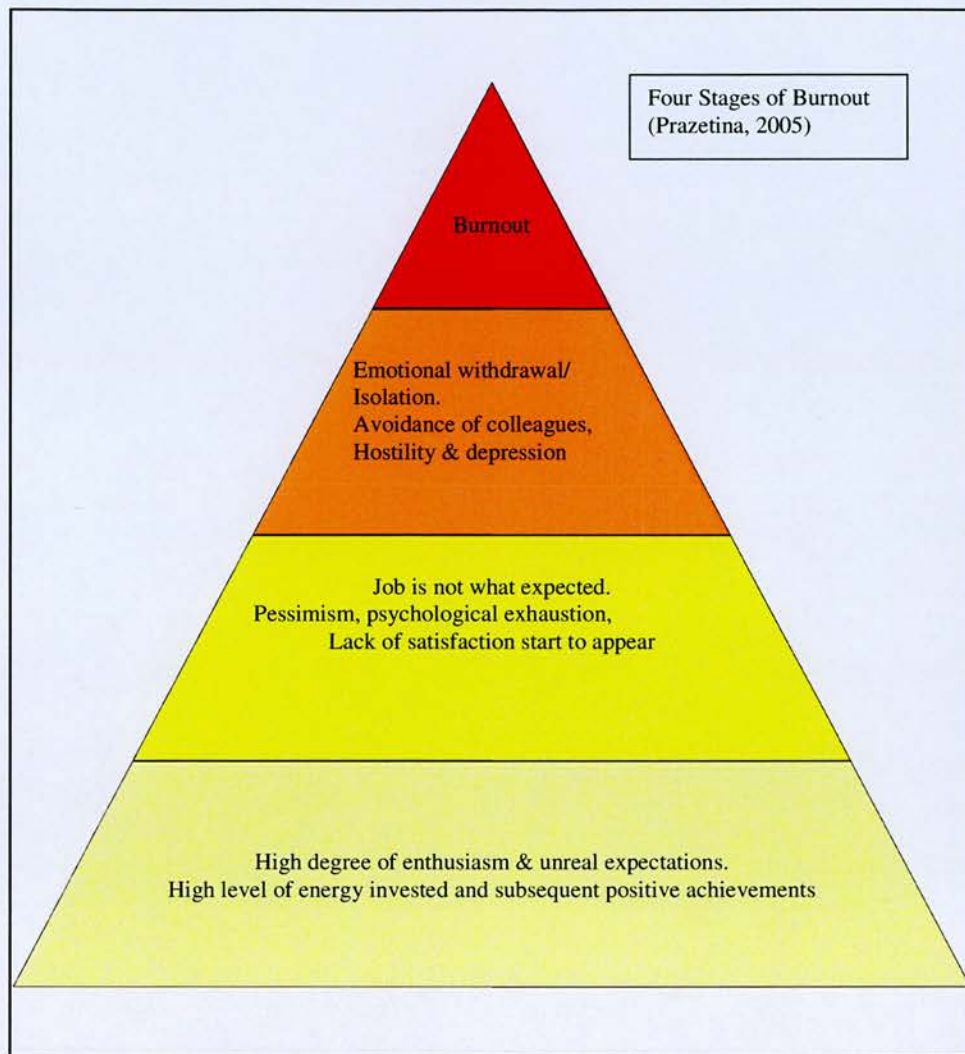 Four Stages of Burnout
(Prazetina, 2005)
Burnout
Emotional withdrawal/
Isolation.
Avoidance of colleagues,
Hostility & depression
Job is not what expected.
Pessimism, psychological exhaustion,
Lack of satisfaction start to appear
High degree of enthusiasm & unreal expectations.
High level of energy invested and subsequent positive achievements